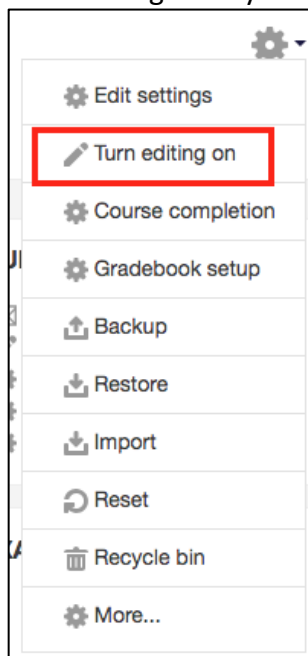 Edit settings
Turn editing on
Course completion
Gradebook setup
Backup
Restore
Import
Reset
Recycle bin
More...